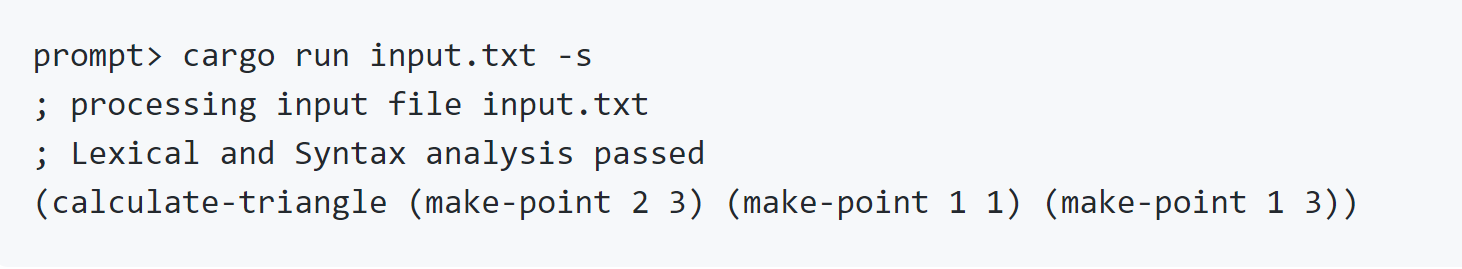 prompt> cargo run input.txt -s
; processing input file input.txt
; Lexical and Syntax analysis passed
(calculate-triangle (make-point 2 3) (make-point 1 1) (make-point 1 3))